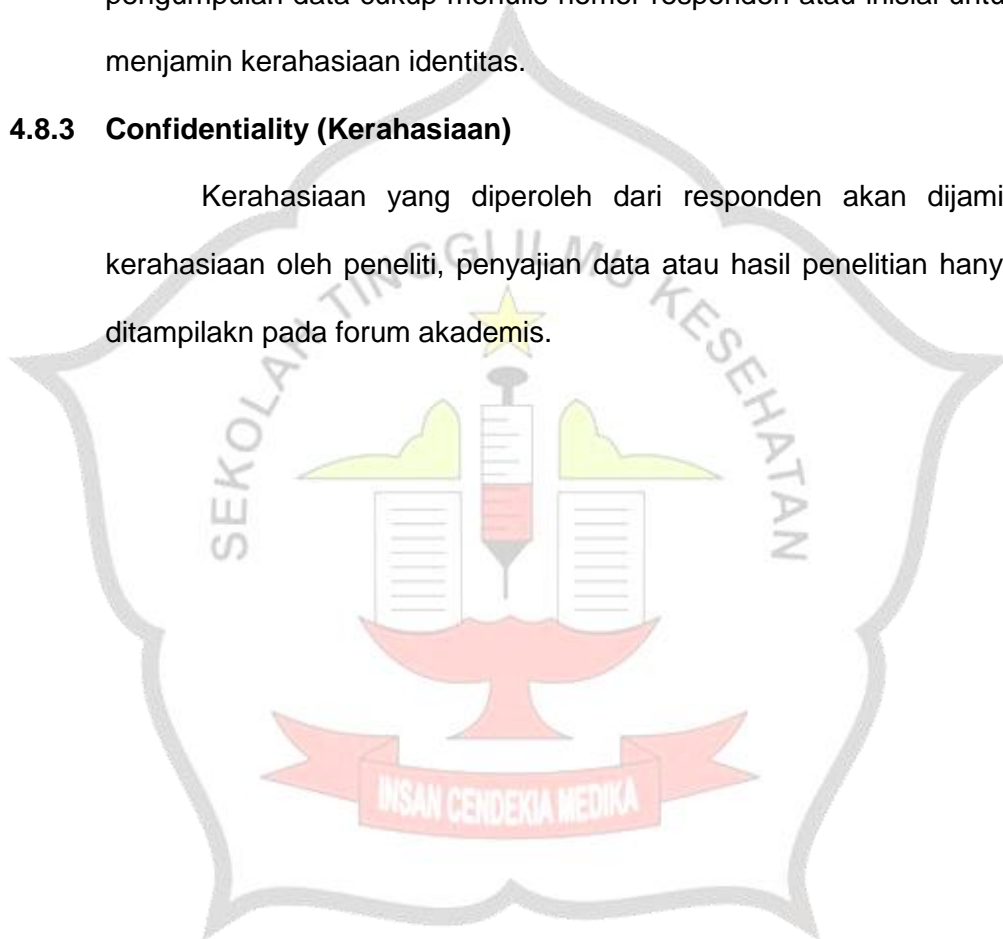 pengumpulan data cukup menulis nomor responden atau inisial untu
menjamin kerahasiaan identitas.
4.8.3 Confidentiality (Kerahasiaan)
Kerahasiaan yang diperoleh dari responden akan dijami
kerahasiaan oleh peneliti, penyajian data atau hasil penelitian hany
ditampilakn pada forum akademis.
SEKOLAH TINGGI ILMU KESEHATAN
INSAN CENDEKIA MEDIKA